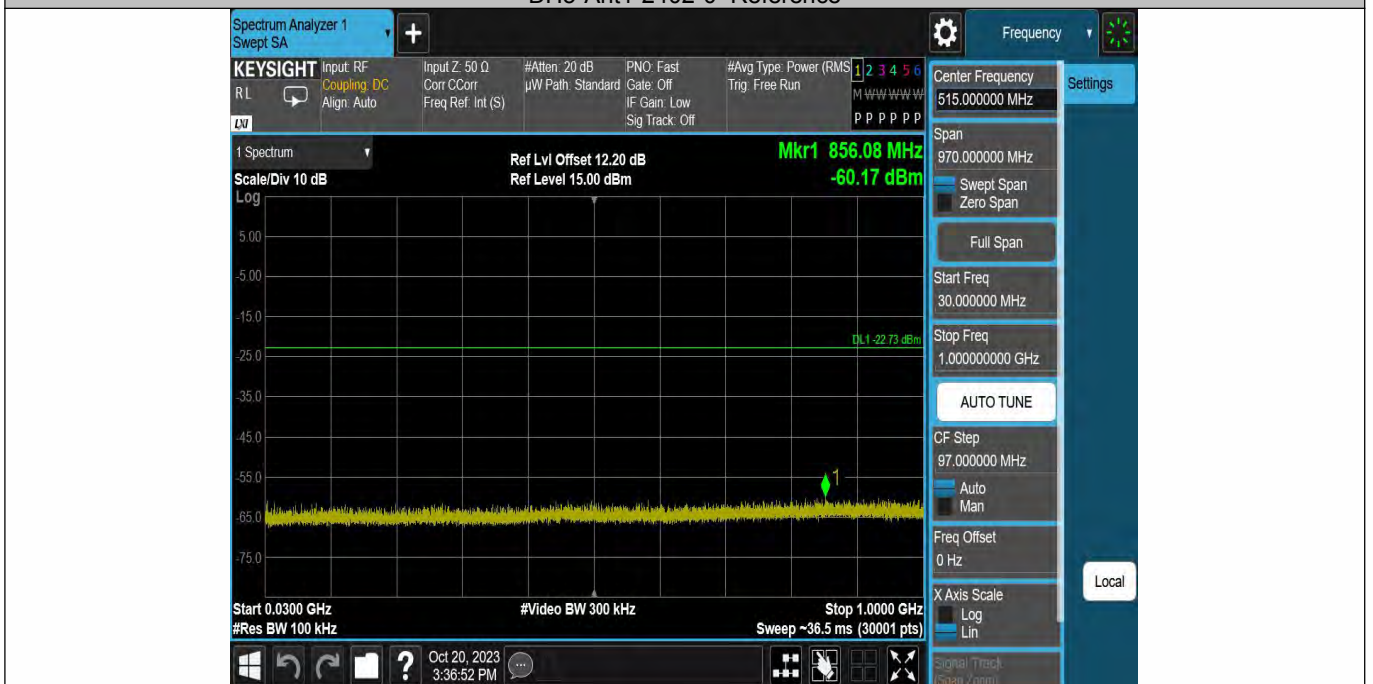 Spectrum Analyzer 1
Swept SA
Frequency
KEYSIGHT
RL
LXI
Input: RF
Coupling: DC
Align: Auto
Input Z: 50 Ω
Corr CCorr
Freq Ref: Int (S)
#Atten: 20 dB
µW Path: Standard
PNO: Fast
Gate: Off
IF Gain: Low
Sig Track: Off
#Avg Type: Power (RMS
Trig: Free Run
1 2 3 4 5 6
M W W W W W
P P P P P P
1 Spectrum
Scale/Div 10 dB
Log
Ref Lvl Offset 12.20 dB
Ref Level 15.00 dBm
Mkr1 856.08 MHz
-60.17 dBm
5.00
-5.00
-15.0
DL1 -22.73 dBm
-25.0
-35.0
-45.0
-55.0
1
-65.0
-75.0
Start 0.0300 GHz
#Res BW 100 kHz
#Video BW 300 kHz
Stop 1.0000 GHz
Sweep ~36.5 ms (30001 pts)
Oct 20, 2023
3:36:52 PM
Center Frequency
515.000000 MHz
Settings
Span
970.000000 MHz
Swept Span
Zero Span
Full Span
Start Freq
30.000000 MHz
Stop Freq
1.000000000 GHz
AUTO TUNE
CF Step
97.000000 MHz
Auto
Man
Freq Offset
0 Hz
X Axis Scale
Log
Lin
Local
Signal Track
(Span Zoom)